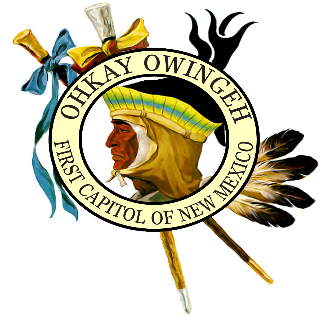 OHKAY OWINGEH
FIRST CAPITOL OF NEW MEXICO